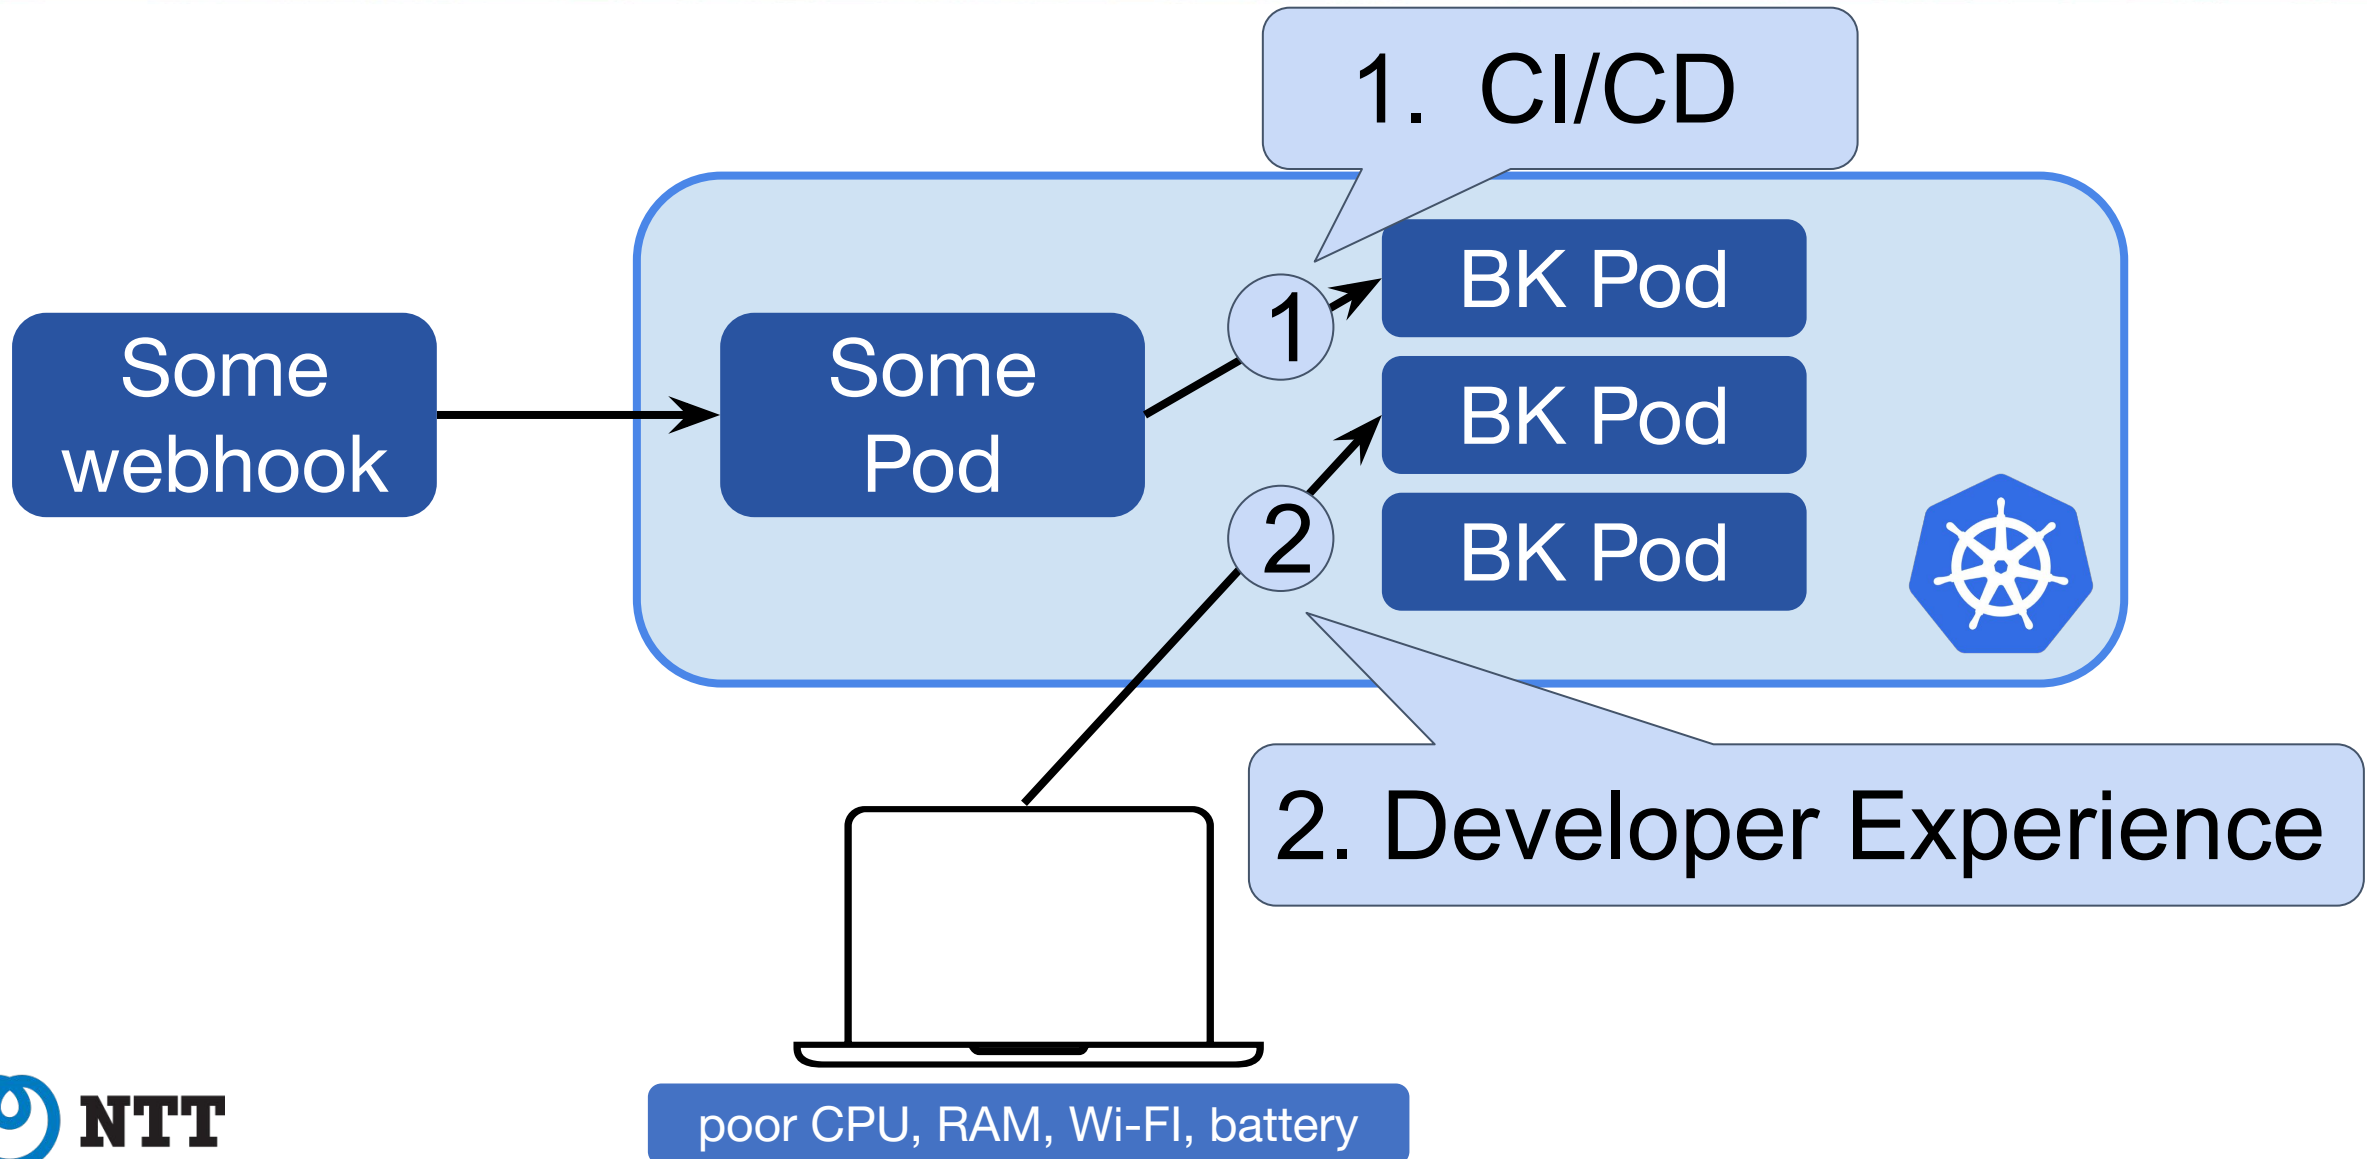 1. CI/CD
Some
webhook
Some
Pod
1
BK Pod
BK Pod
2
BK Pod
2. Developer Experience
NTT
poor CPU, RAM, Wi-FI, battery